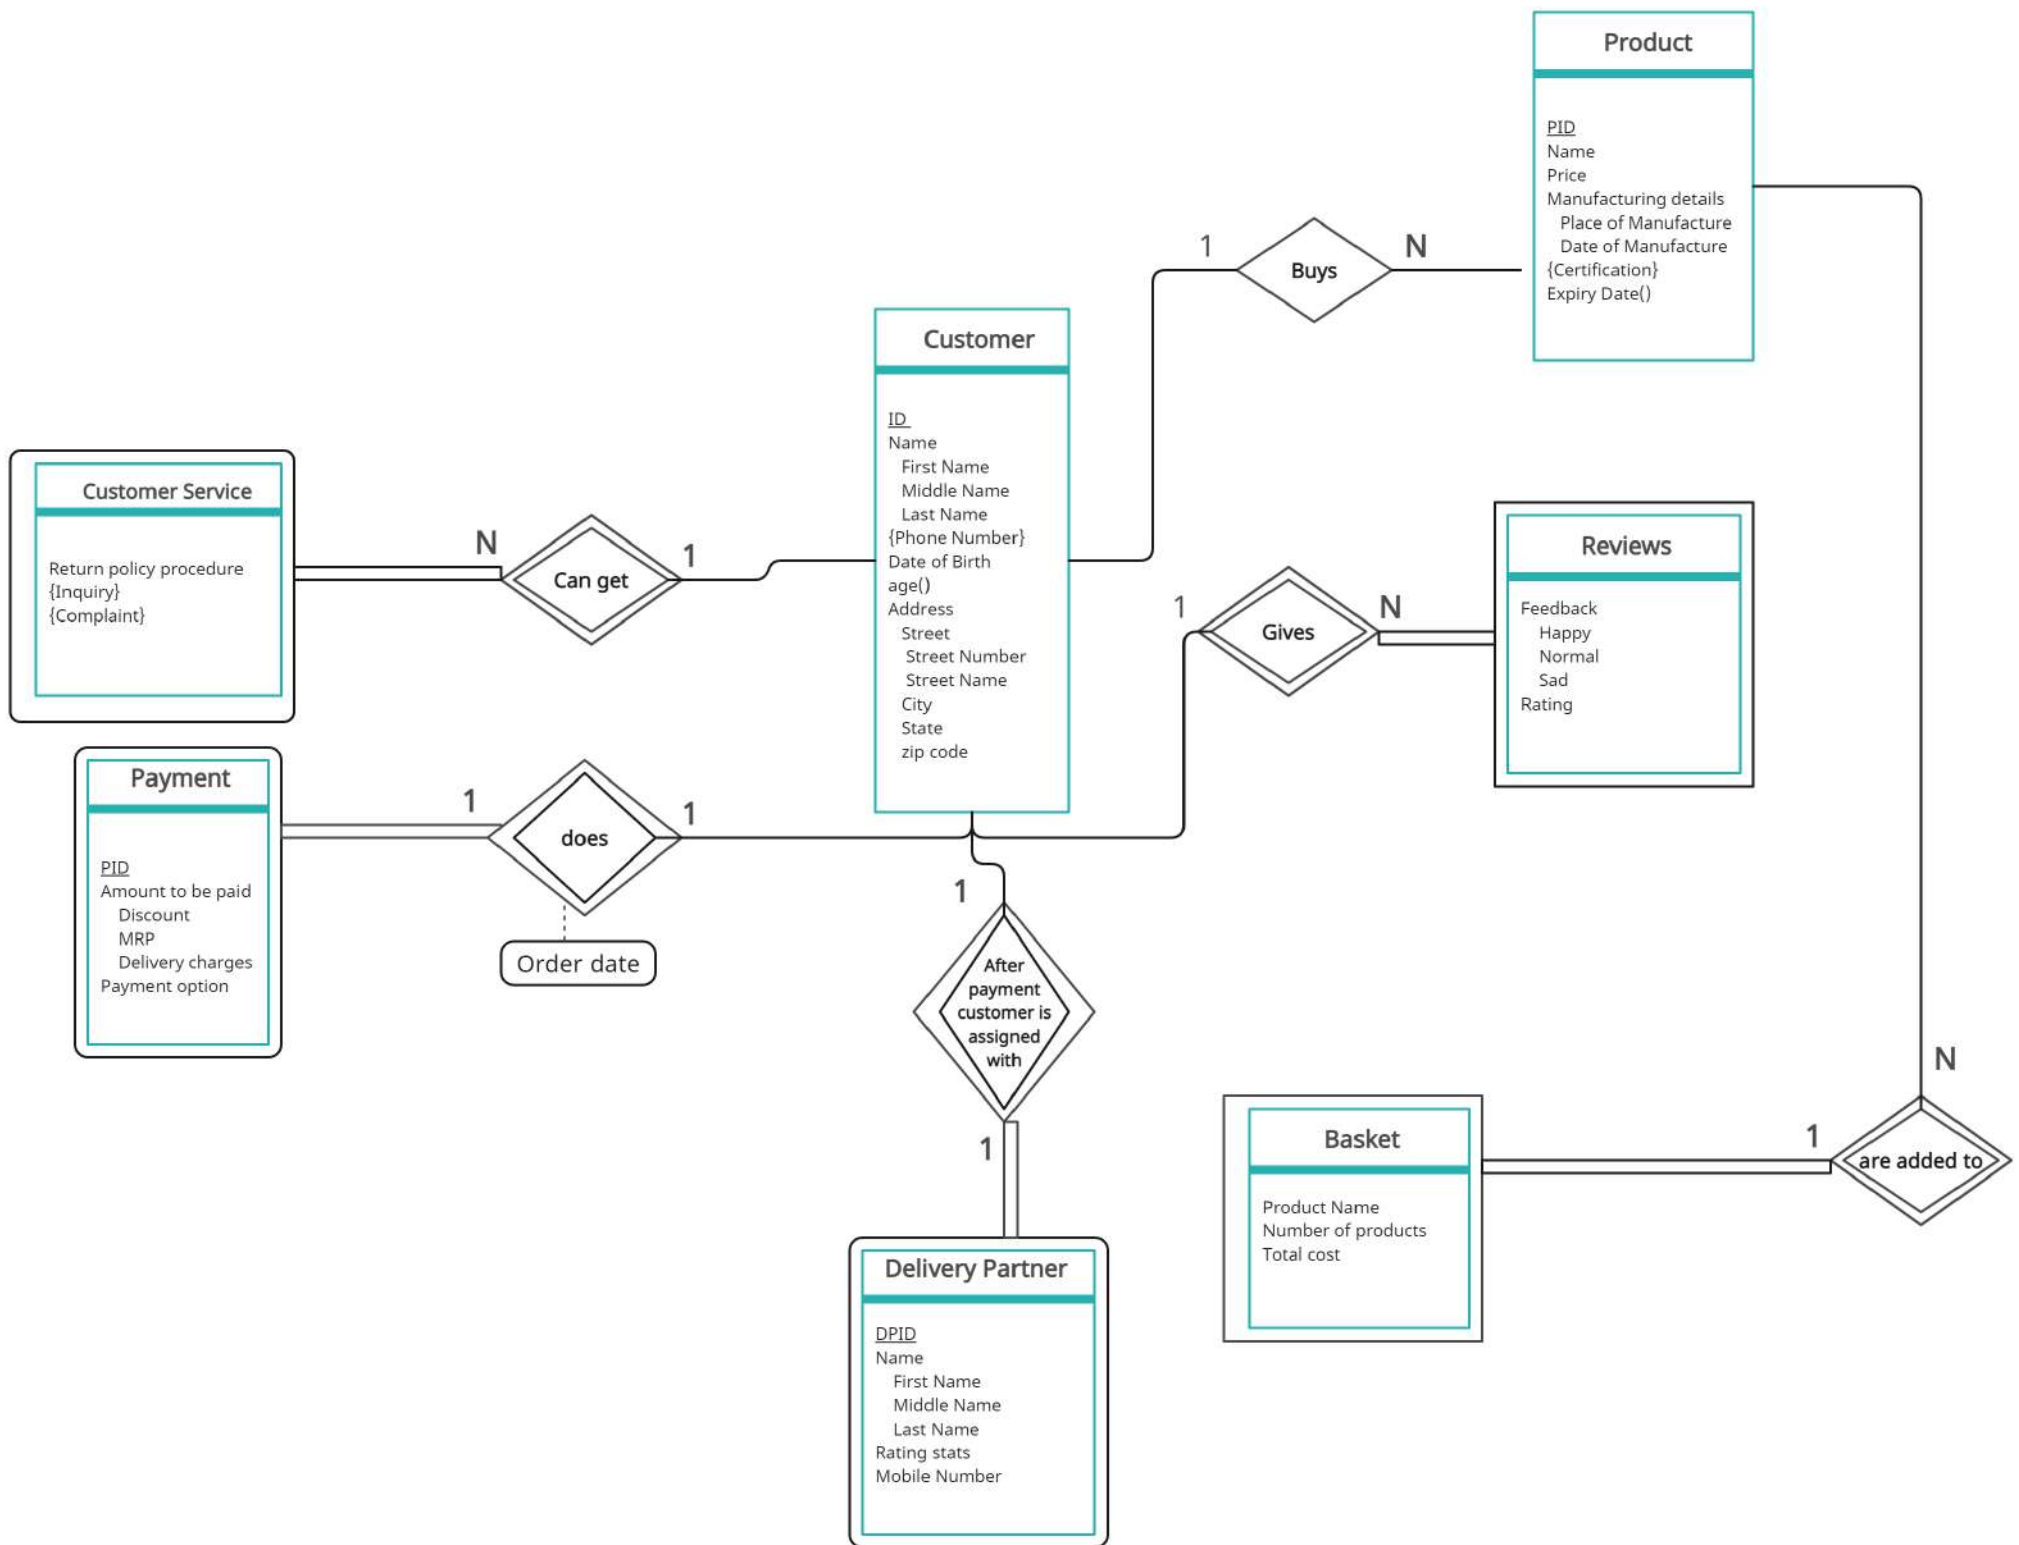 Product
PID
Name
Price
Manufacturing details
Place of Manufacture
Date of Manufacture
{Certification}
Expiry Date()
1
Buys
N
Customer
ID
Name
First Name
Middle Name
Last Name
{Phone Number}
Date of Birth
age()
Address
Street
Street Number
Street Name
City
State
zip code
Customer Service
Return policy procedure
{Inquiry}
{Complaint}
N
Can get
1
1
Gives
N
Reviews
Feedback
Happy
Normal
Sad
Rating
Payment
PID
Amount to be paid
Discount
MRP
Delivery charges
Payment option
1
does
1
Order date
1
After
payment
customer is
assigned
with
1
Delivery Partner
DPID
Name
First Name
Middle Name
Last Name
Rating stats
Mobile Number
Basket
Product Name
Number of products
Total cost
1
are added to
N